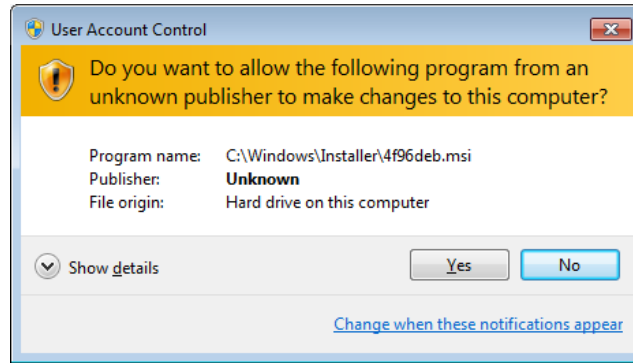 User Account Control
Do you want to allow the following program from an
unknown publisher to make changes to this computer?
Program name: C:\Windows\Installer\4f96deb.msi
Publisher: Unknown
File origin: Hard drive on this computer
Show details Yes No
Change when these notifications appear